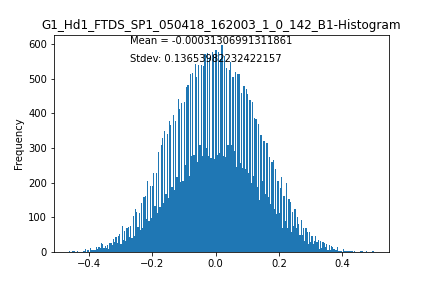 G1_Hd1_FTDS_SP1_050418_162003_1_0_142_B1-Histogram
Mean = -0.00031306991311861
Stdev: 0.13653982232422157
Frequency
600
500
400
300
200
100
0
−0.4 −0.2 0.0 0.2 0.4